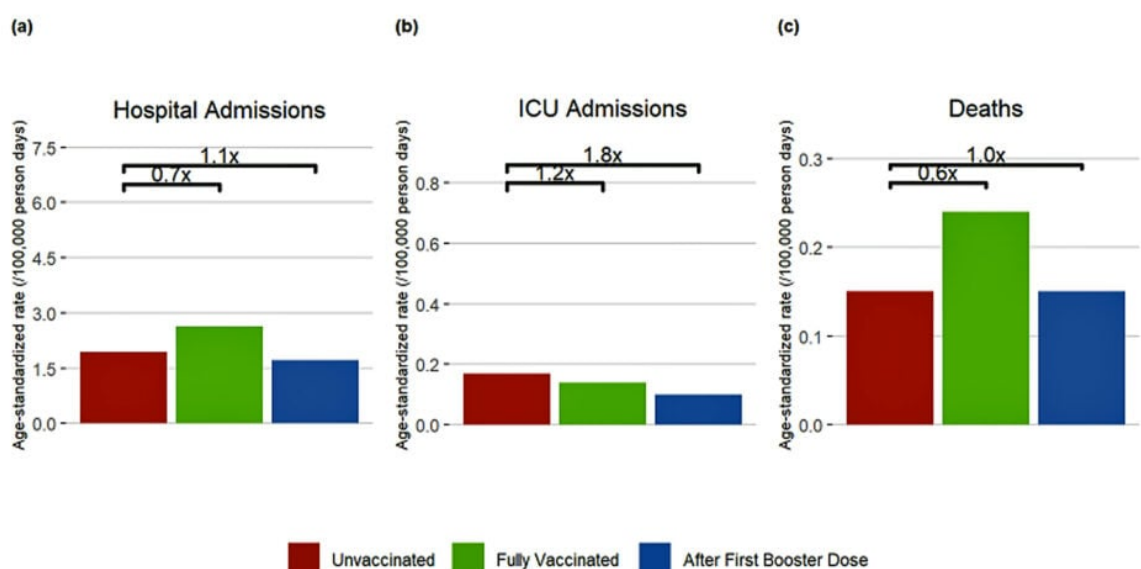 (a)
Hospital Admissions
Age-standardized rate (/100,000 person days)
7.5
6.0
4.5
3.0
1.5
0.0
1.1x
0.7x
(b)
ICU Admissions
Age-standardized rate (/100,000 person days)
0.8
0.6
0.4
0.2
0.0
1.8x
1.2x
(c)
Deaths
Age-standardized rate (/100,000 person days)
0.3
0.2
0.1
0.0
1.0x
0.6x
Unvaccinated Fully Vaccinated After First Booster Dose